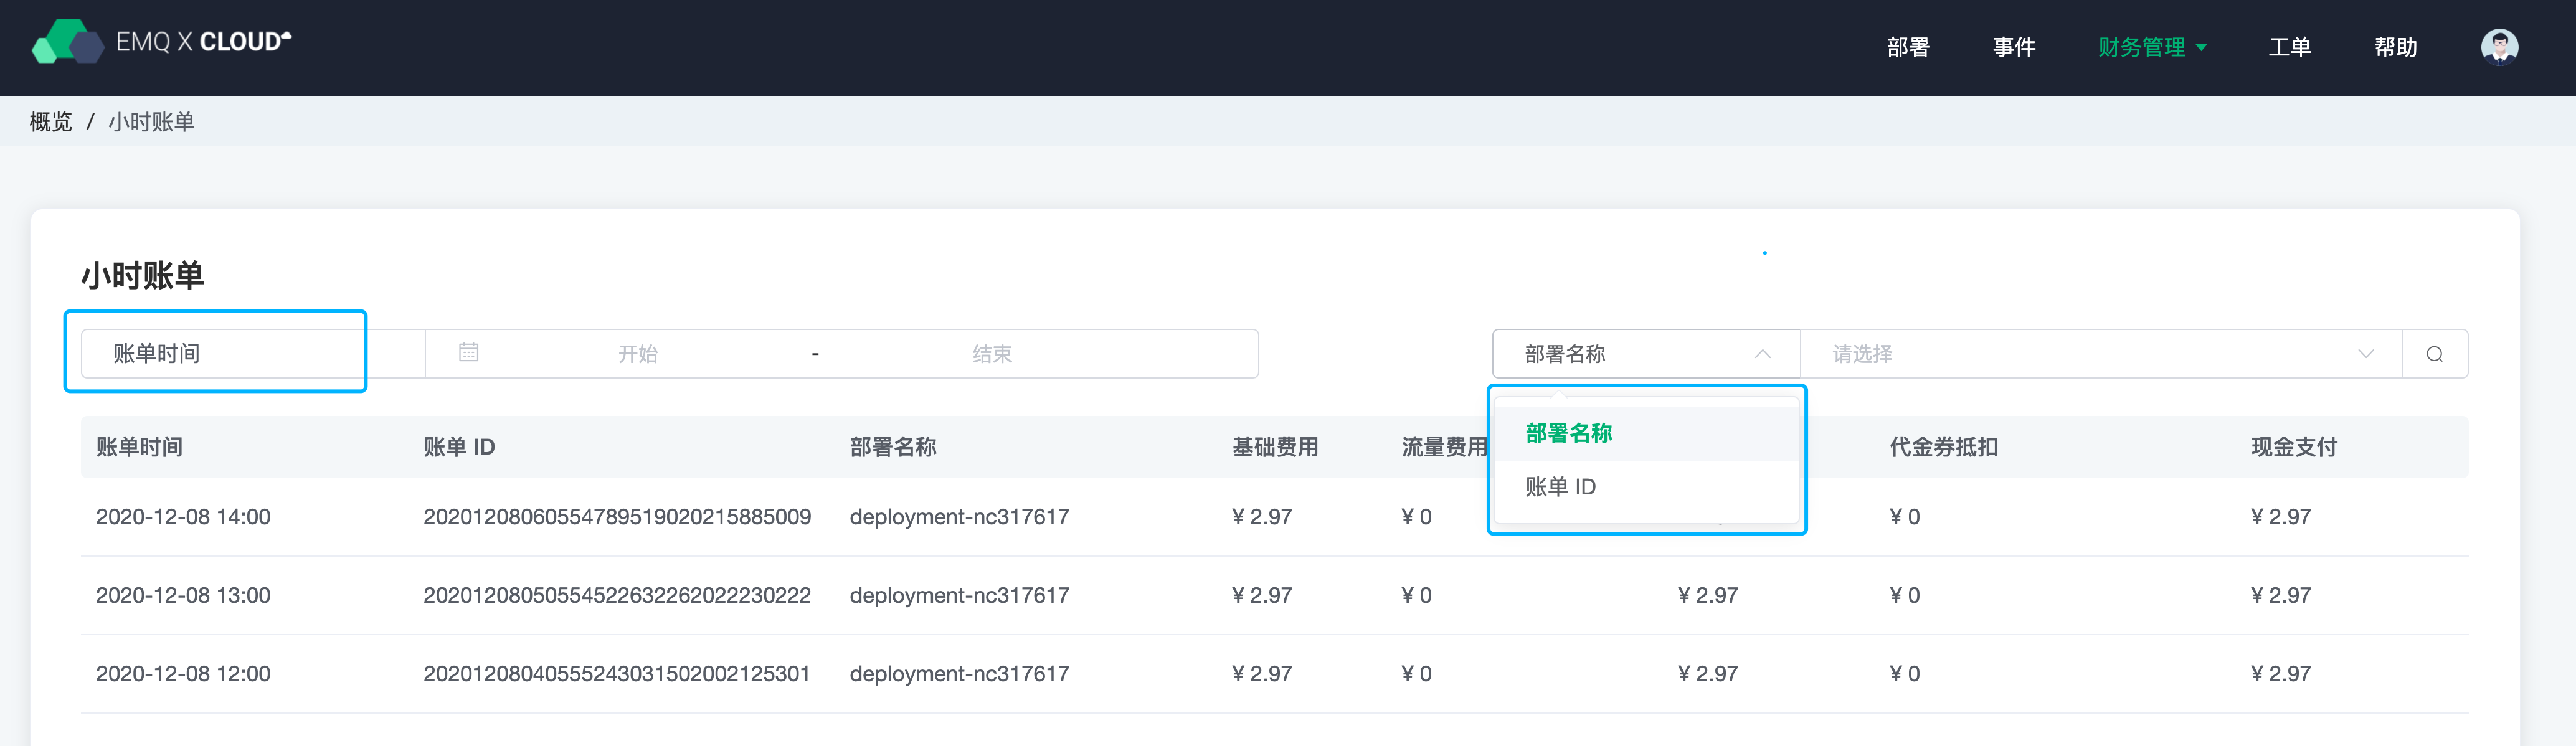 EMQ X CLOUD
部署 事件 财务管理 工单 帮助
概览 / 小时账单
小时账单
账单时间 开始 - 结束 部署名称 请选择
部署名称
账单 ID
账单时间 账单 ID 部署名称 基础费用 流量费用 代金券抵扣 现金支付
2020-12-08 14:00 2020120806055478951902021588​5009 deployment-nc317617 ¥ 2.97 ¥ 0 ¥ 0 ¥ 2.97
2020-12-08 13:00 2020120805055452263226202223​0222 deployment-nc317617 ¥ 2.97 ¥ 0 ¥ 2.97 ¥ 0 ¥ 2.97
2020-12-08 12:00 2020120804055524303150200212​5301 deployment-nc317617 ¥ 2.97 ¥ 0 ¥ 2.97 ¥ 0 ¥ 2.97